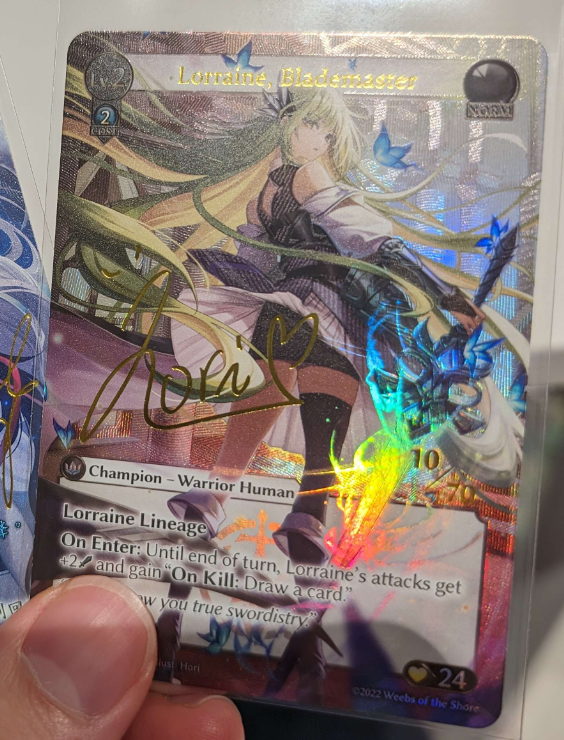 Lv.2
Lorraine, Blademaster
NORM
2
COST
Hori
10
Champion – Warrior Human
Lorraine Lineage
On Enter: Until end of turn, Lorraine's attacks get
+2 and gain "On Kill: Draw a card."
you true swordistry."
Hori
24
©2022 Weebs of the Shore